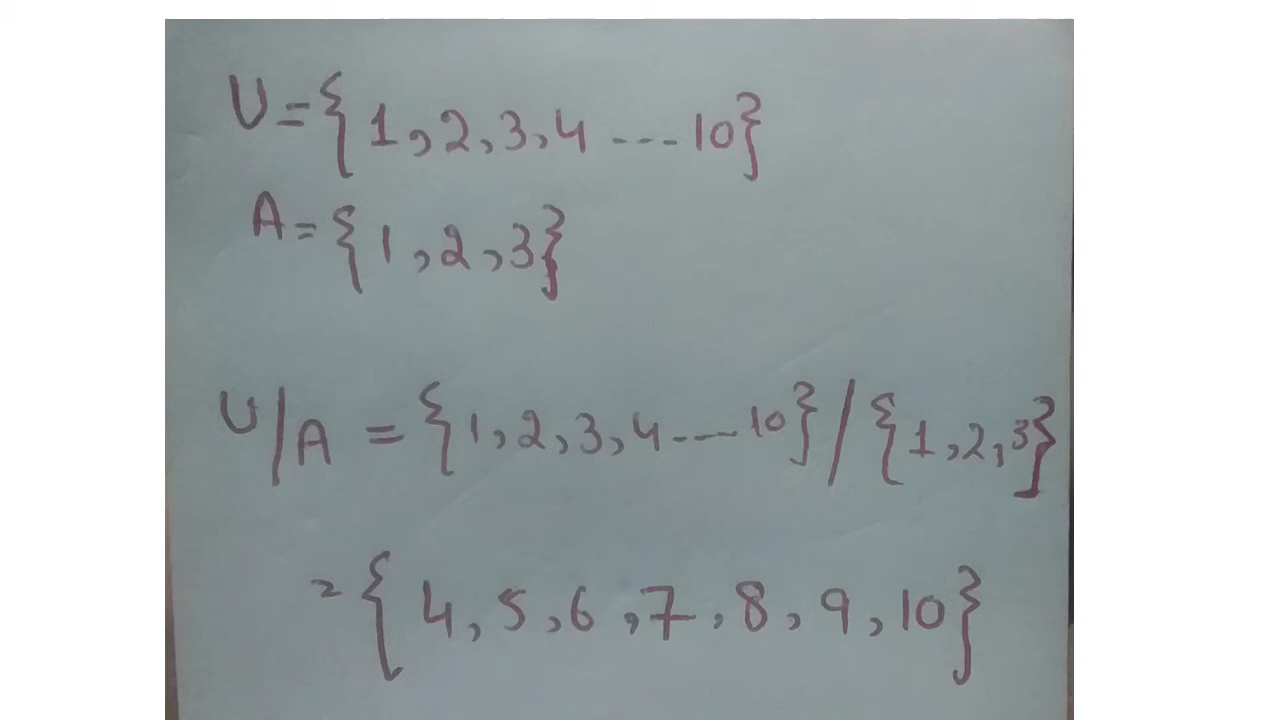 U = {1, 2, 3, 4 --- 10}
A = {1, 2, 3}
U/A = {1, 2, 3, 4 --- 10} / {1, 2, 3}
= {4, 5, 6, 7, 8, 9, 10}